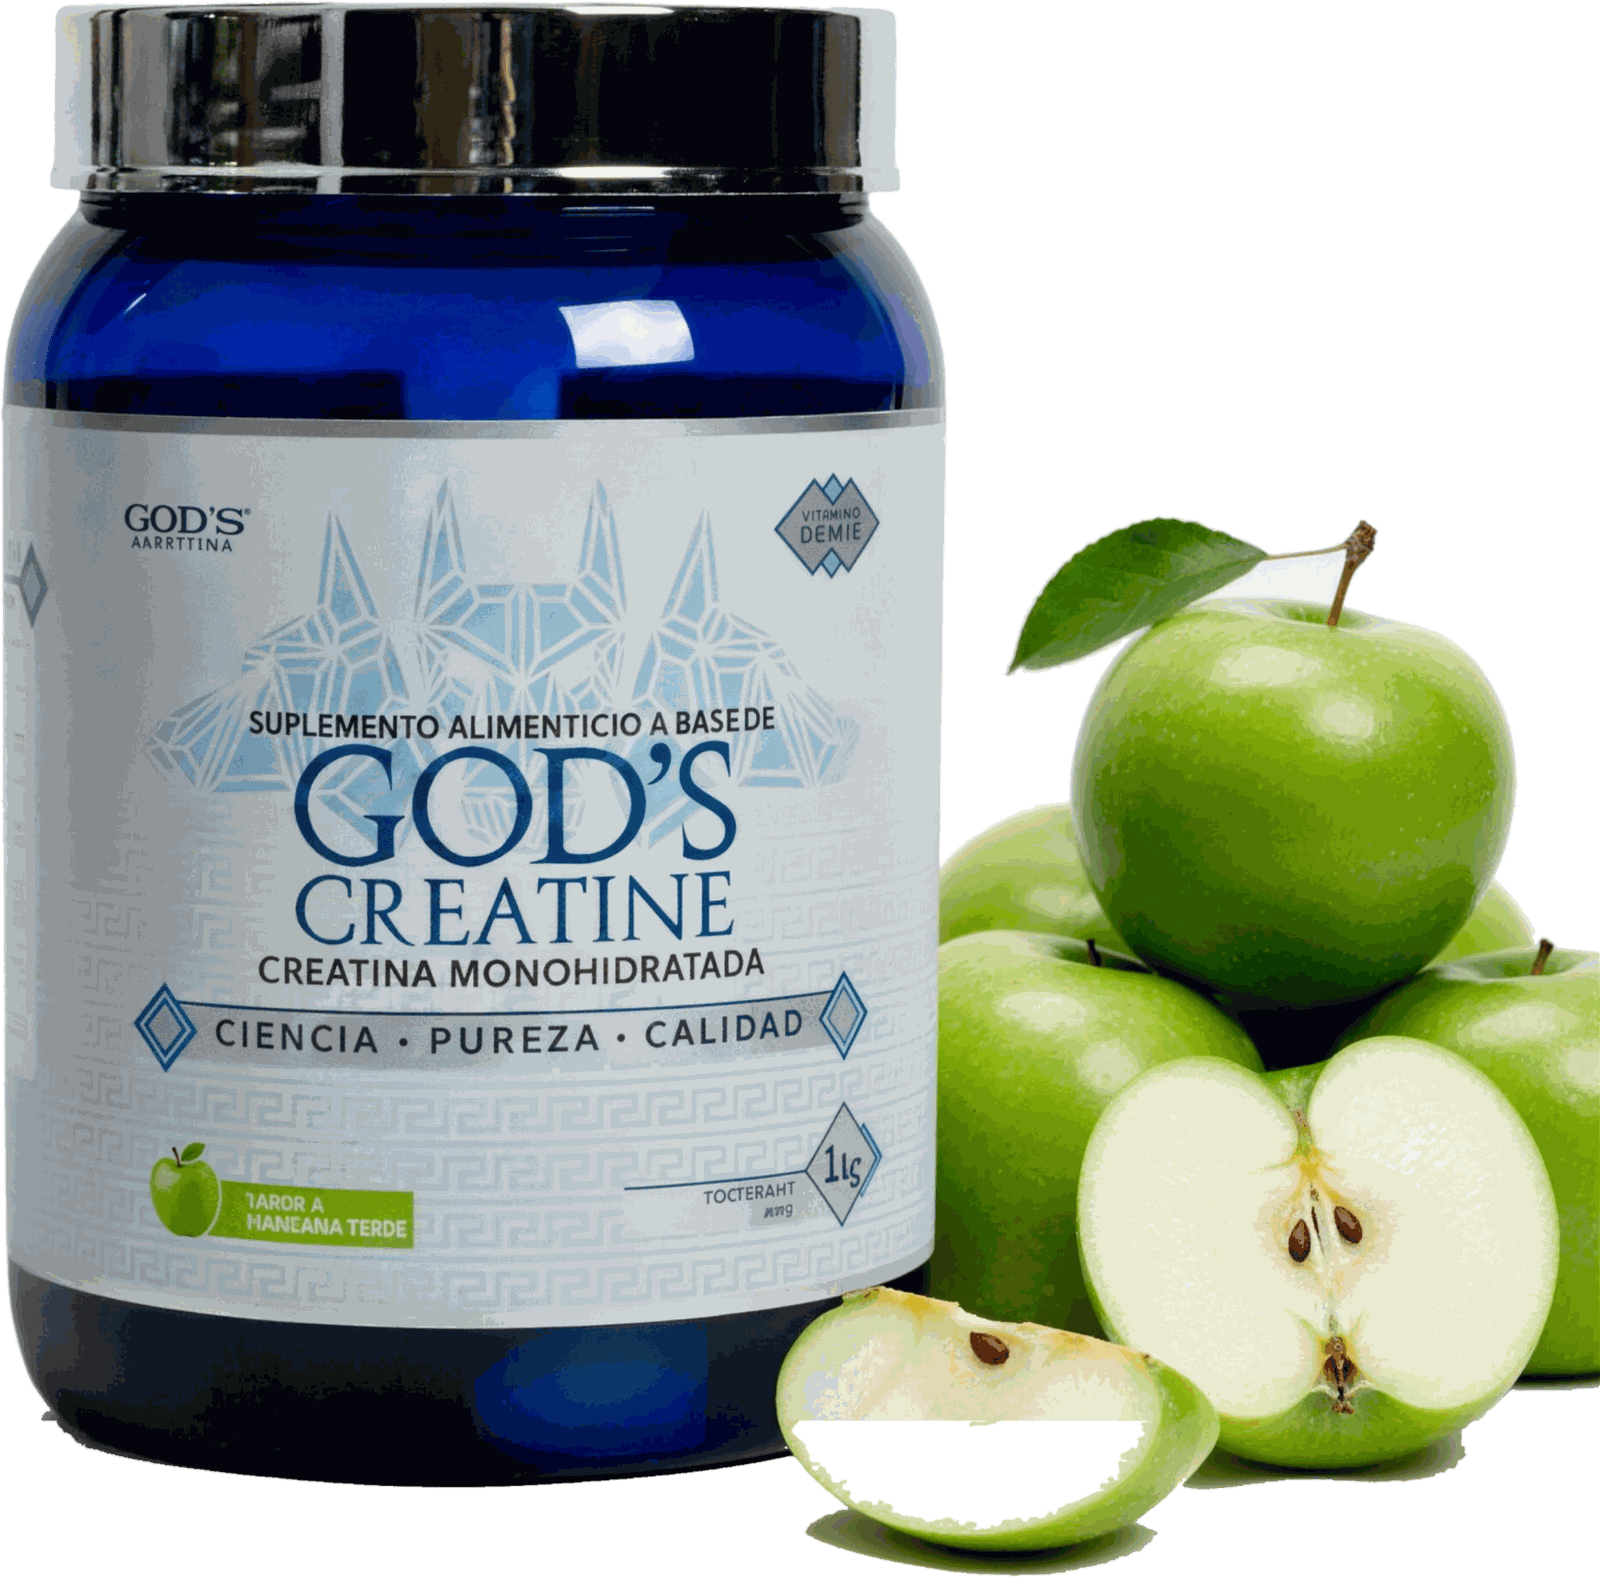 GOD'S®
AARRTTINA
VITAMINO
DEMIE
SUPLEMENTO ALIMENTICIO A BASE DE
GOD'S
CREATINE
CREATINA MONOHIDRATADA
CIENCIA • PUREZA • CALIDAD
TAROR A
HANEANA TERDE
TOCTERAHT